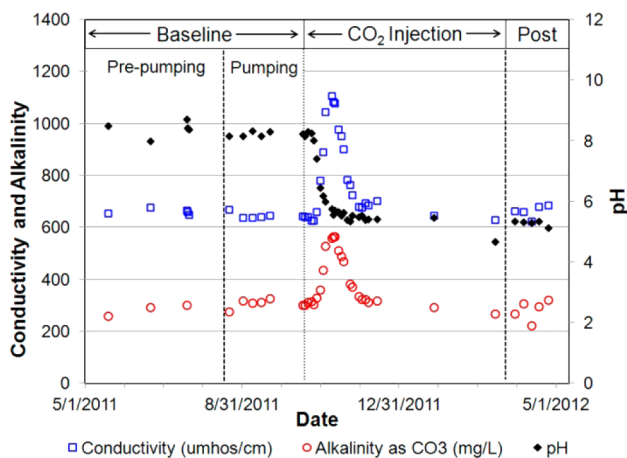 Baseline CO2 Injection Post
Pre-pumping Pumping
1400
1200
1000
800
600
400
200
0
Conductivity and Alkalinity
12
10
8
6
4
2
0
pH
5/1/2011 8/31/2011 12/31/2011 5/1/2012
Date
Conductivity (umhos/cm) Alkalinity as CO3 (mg/L) pH